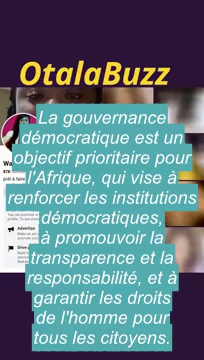 OtalaBuzz
La gouvernance
démocratique est un
objectif prioritaire pour
l'Afrique, qui vise à
renforcer les institutions
démocratiques,
à promouvoir la
transparence et la
responsabilité, et à
garantir les droits
de l'homme pour
tous les citoyens.
Advertise